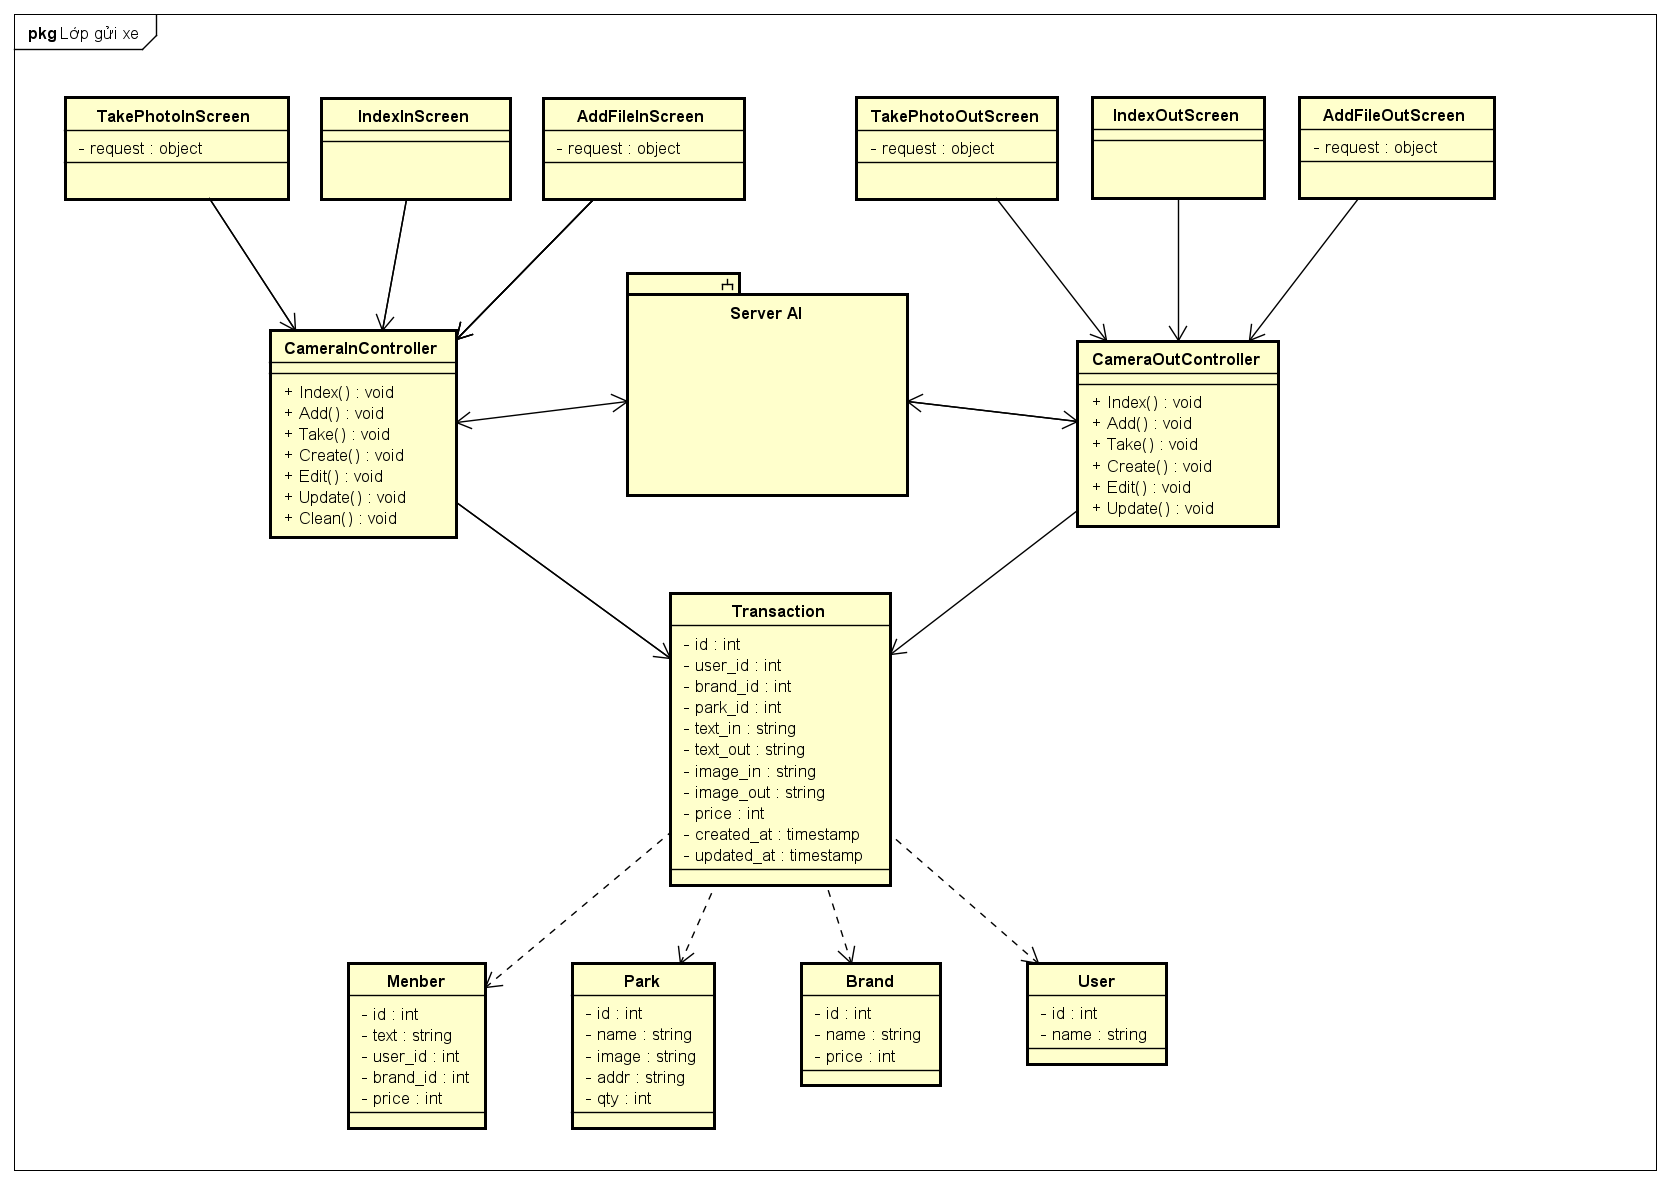 pkg Lớp gửi xe
TakePhotoInScreen
- request : object
IndexInScreen
AddFileInScreen
- request : object
TakePhotoOutScreen
- request : object
IndexOutScreen
AddFileOutScreen
- request : object
Server AI
CameraInController
+ Index() : void
+ Add() : void
+ Take() : void
+ Create() : void
+ Edit() : void
+ Update() : void
+ Clean() : void
CameraOutController
+ Index() : void
+ Add() : void
+ Take() : void
+ Create() : void
+ Edit() : void
+ Update() : void
Transaction
- id : int
- user_id : int
- brand_id : int
- park_id : int
- text_in : string
- text_out : string
- image_in : string
- image_out : string
- price : int
- created_at : timestamp
- updated_at : timestamp
Menber
- id : int
- text : string
- user_id : int
- brand_id : int
- price : int
Park
- id : int
- name : string
- image : string
- addr : string
- qty : int
Brand
- id : int
- name : string
- price : int
User
- id : int
- name : string